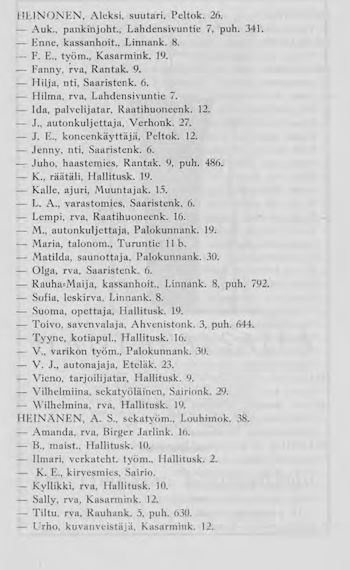 HEINONEN, Aleksi, suutari, Peltok. 26.
— Auk., pankinjoht., Lahdensivuntie 7, puh. 341.
— Enne, kassanhoit., Linnank. 8.
— F. E., työm., Kasarmink. 19.
— Fanny, rva, Rantak. 9.
— Hilja, nti, Saaristenk. 6.
— Hilma, rva, Lahdensivuntie 7.
— Ida, palvelijatar, Raatihuoneenk. 12.
— J., autonkuljettaja, Verhonk. 27.
— J. E., koneenkäyttäjä, Peltok. 12.
— Jenny, nti, Saaristenk. 6.
— Juho, haastemies, Rantak. 9, puh. 486.
— K., räätäli, Hallitusk. 19.
— Kalle, ajuri, Muuntajak. 15.
— L. A., varastomies, Saaristenk. 6.
— Lempi, rva, Raatihuoneenk. 16.
— M., autonkuljettaja, Palokunnank. 19.
— Maria, talonom., Turuntie 11 b.
— Matilda, saunottaja, Palokunnank. 30.
— Olga, rva, Saaristenk. 6.
— Rauha-Maija, kassanhoit., Linnank. 8, puh. 792.
— Sofia, leskirva, Linnank. 8.
— Suoma, opettaja, Hallitusk. 19.
— Toivo, savenvalaja, Ahvenistonk. 3, puh. 644.
— Tyyne, kotiapul., Hallitusk. 16.
— V., varikon työm., Palokunnank. 30.
— V. J., autonajaja, Eteläk. 23.
— Vieno, tarjoilijatar, Hallitusk. 9.
— Vilhelmiina, sekatyöläinen, Sairionk. 29.
— Wilhelmina, rva, Hallitusk. 19.
HEINÄNEN, A. S., sekatyöm., Louhimok. 38.
— Amanda, rva, Birger Jarlink. 16.
— B., maist., Hallitusk. 10.
— Ilmari, verkateht. työm., Hallitusk. 2.
— K. E., kirvesmies, Sairio.
— Kyllikki, rva, Hallitusk. 10.
— Sally, rva, Kasarmink. 12.
— Tiltu, rva, Rauhank. 5, puh. 630.
— Urho, kuvanveistäjä, Kasarmink. 12.